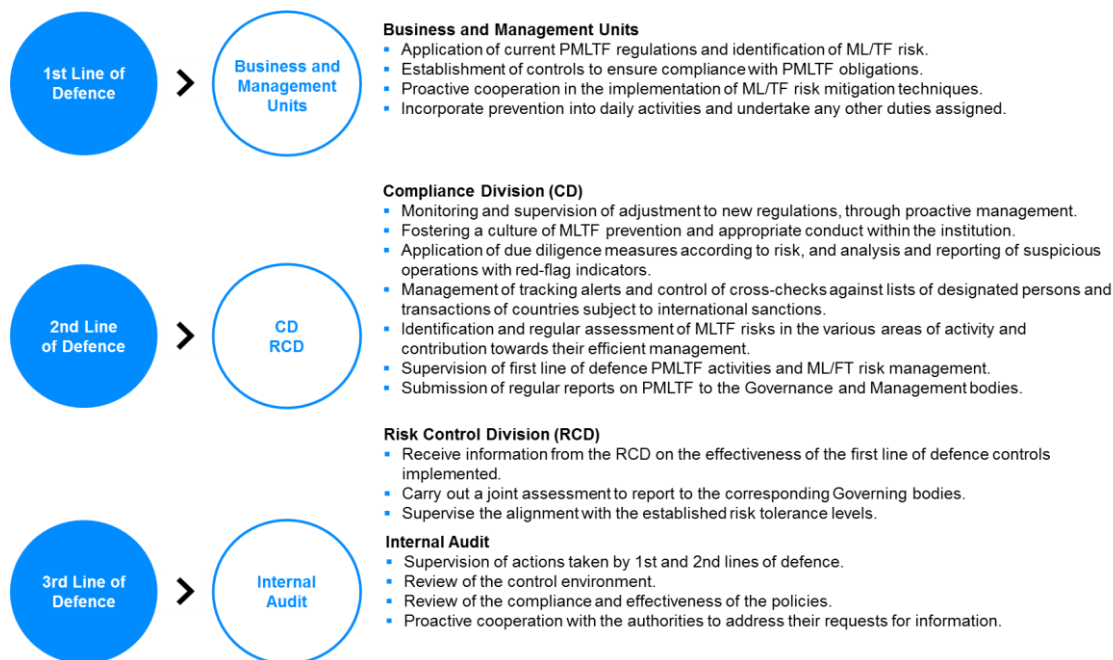 1st Line of
Defence
Business and
Management
Units
Business and Management Units
▪ Application of current PMLTF regulations and identification of ML/TF risk.
▪ Establishment of controls to ensure compliance with PMLTF obligations.
▪ Proactive cooperation in the implementation of ML/TF risk mitigation techniques.
▪ Incorporate prevention into daily activities and undertake any other duties assigned.
2nd Line
of Defence
CD
RCD
Compliance Division (CD)
▪ Monitoring and supervision of adjustment to new regulations, through proactive management.
▪ Fostering a culture of MLTF prevention and appropriate conduct within the institution.
▪ Application of due diligence measures according to risk, and analysis and reporting of suspicious
operations with red-flag indicators.
▪ Management of tracking alerts and control of cross-checks against lists of designated persons and
transactions of countries subject to international sanctions.
▪ Identification and regular assessment of MLTF risks in the various areas of activity and
contribution towards their efficient management.
▪ Supervision of first line of defence PMLTF activities and ML/FT risk management.
▪ Submission of regular reports on PMLTF to the Governance and Management bodies.
Risk Control Division (RCD)
▪ Receive information from the RCD on the effectiveness of the first line of defence controls
implemented.
▪ Carry out a joint assessment to report to the corresponding Governing bodies.
▪ Supervise the alignment with the established risk tolerance levels.
3rd Line of
Defence
Internal
Audit
Internal Audit
▪ Supervision of actions taken by 1st and 2nd lines of defence.
▪ Review of the control environment.
▪ Review of the compliance and effectiveness of the policies.
▪ Proactive cooperation with the authorities to address their requests for information.